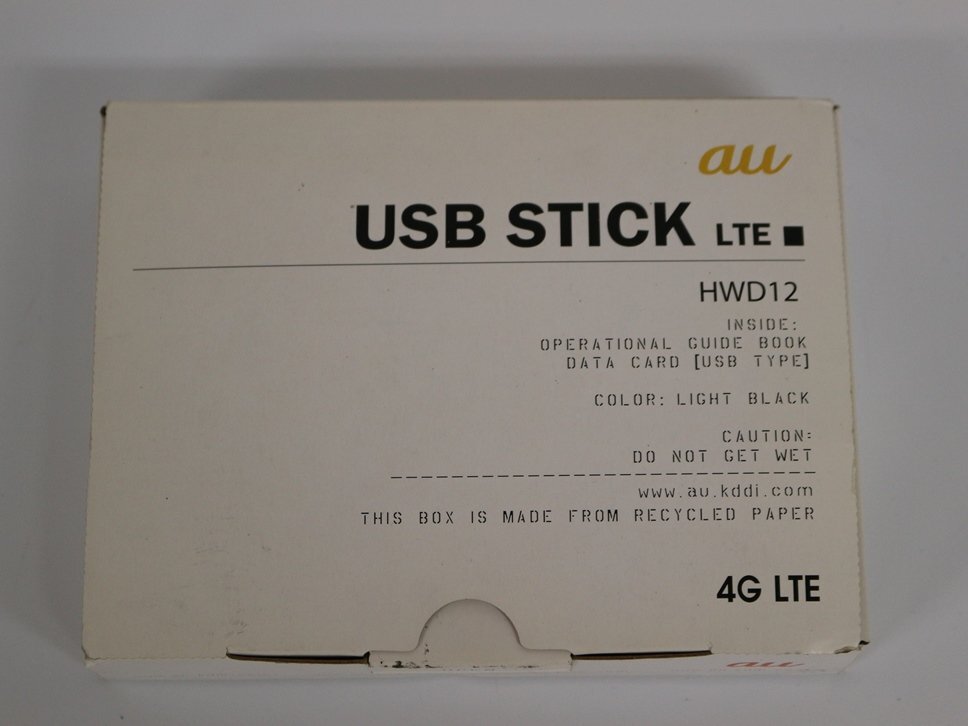 au
USB STICK LTE ■
HWD12
INSIDE:
OPERATIONAL GUIDE BOOK
DATA CARD [USB TYPE]
COLOR: LIGHT BLACK
CAUTION:
DO NOT GET WET
www.au.kddi.com
THIS BOX IS MADE FROM RECYCLED PAPER
4G LTE
au